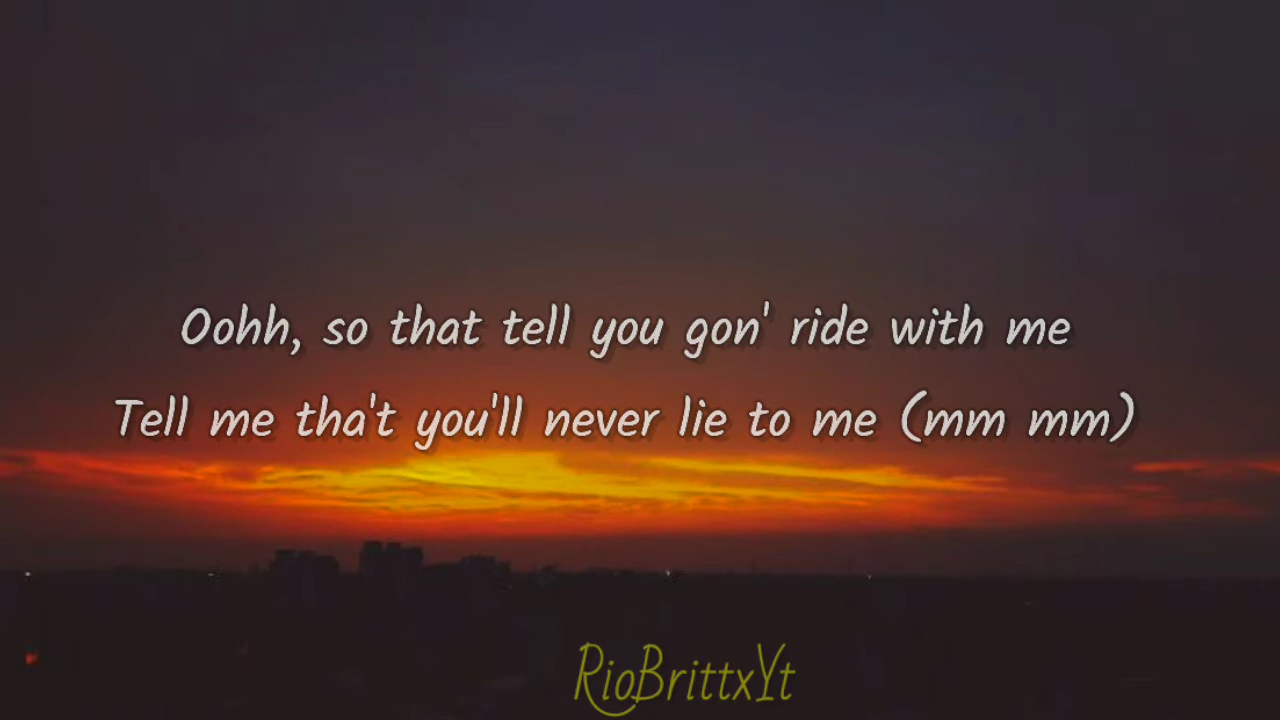 Oohh, so that tell you gon' ride with me
Tell me tha't you'll never lie to me (mm mm)
RioBrittxYt